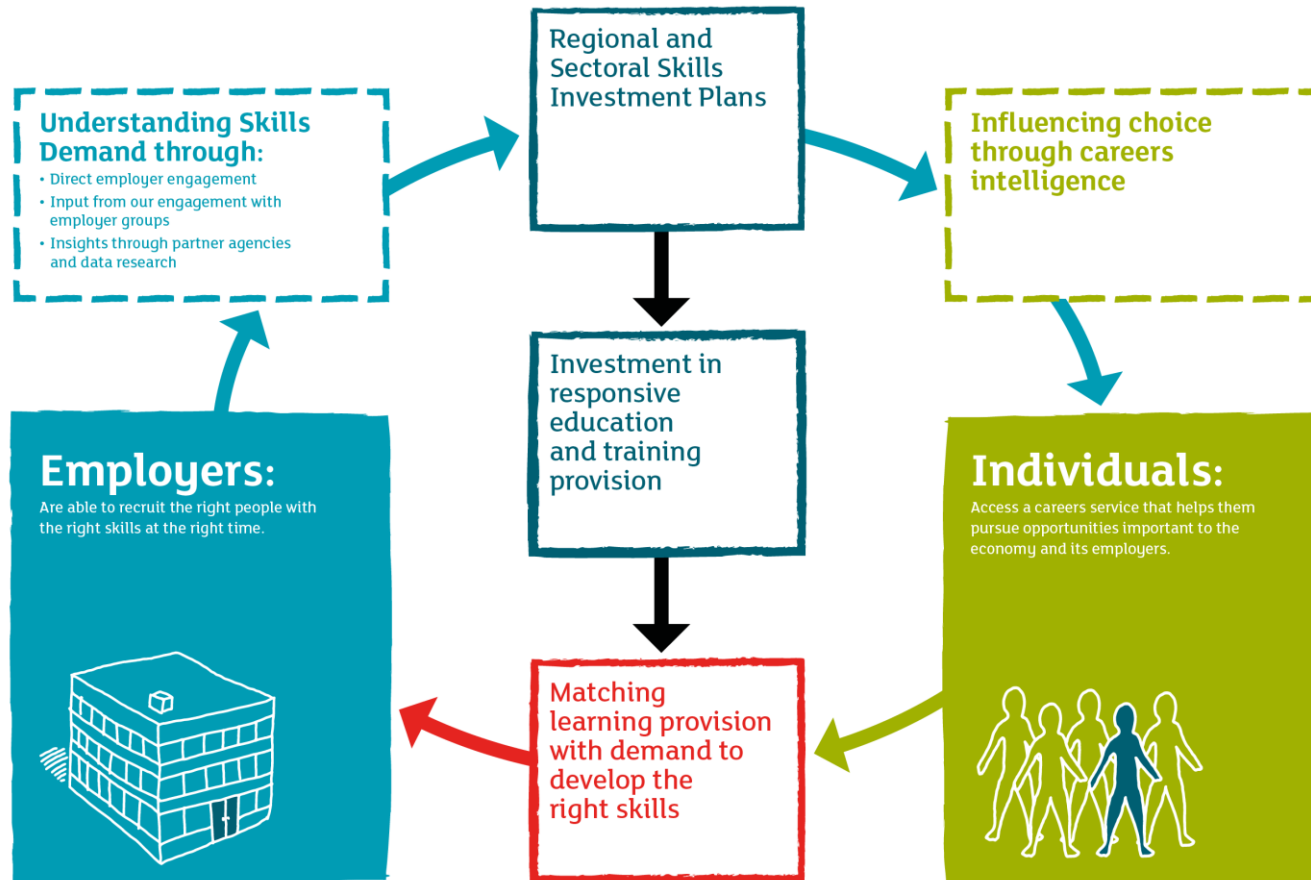 Understanding Skills
Demand through:
• Direct employer engagement
• Input from our engagement with
employer groups
• Insights through partner agencies
and data research
Regional and
Sectoral Skills
Investment Plans
Influencing choice
through careers
intelligence
Employers:
Are able to recruit the right people with
the right skills at the right time.
Investment in
responsive
education
and training
provision
Individuals:
Access a careers service that helps them
pursue opportunities important to the
economy and its employers.
Matching
learning provision
with demand to
develop the
right skills